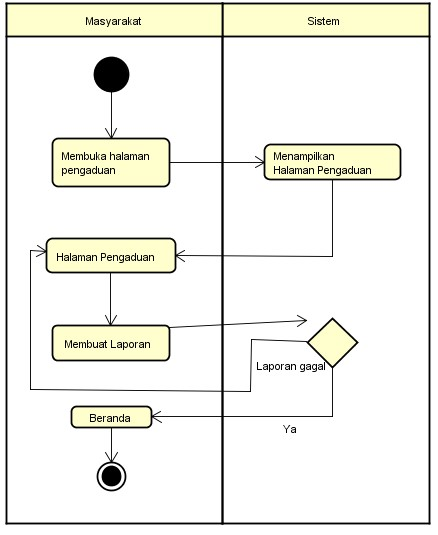 Masyarakat
Sistem
Membuka halaman
pengaduan
Menampilkan
Halaman Pengaduan
Halaman Pengaduan
Membuat Laporan
Laporan gagal
Beranda
Ya